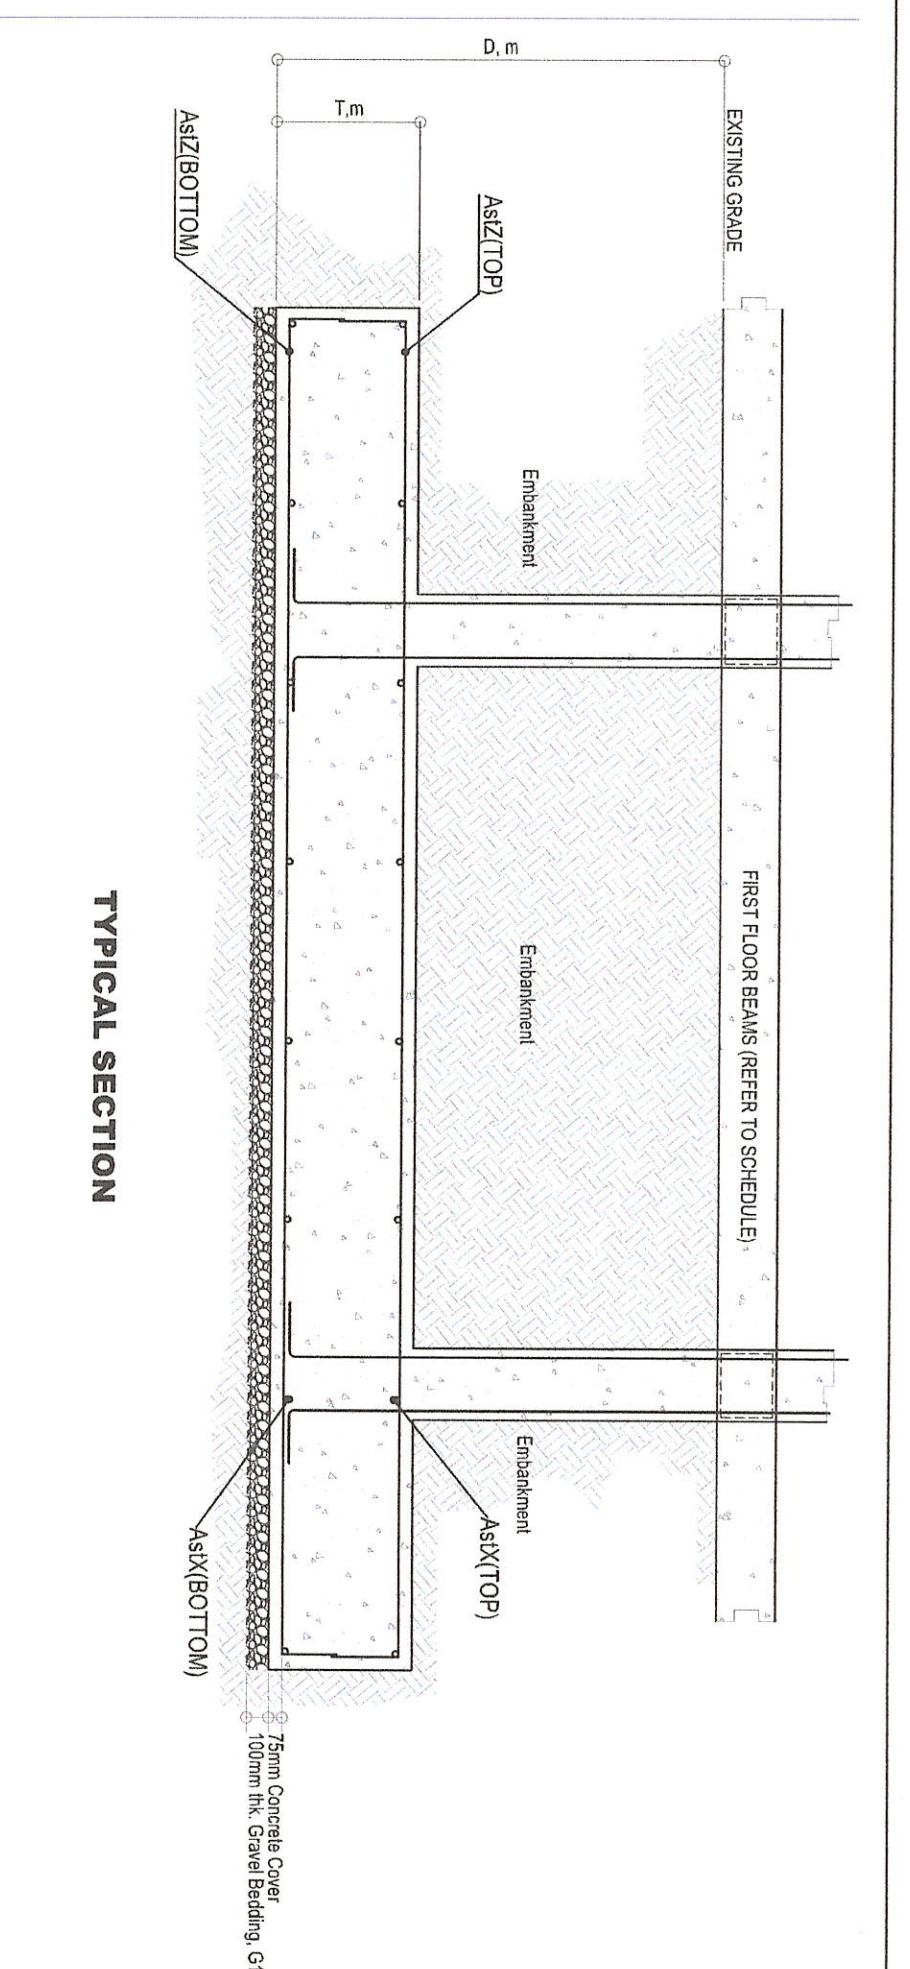 D, m
T,m
EXISTING GRADE
AstZ(TOP)
AstZ(BOTTOM)
Embankment
Embankment
Embankment
FIRST FLOOR BEAMS (REFER TO SCHEDULE)
AstX(TOP)
AstX(BOTTOM)
75mm Concrete Cover
100mm thk. Gravel Bedding,
TYPICAL SECTION